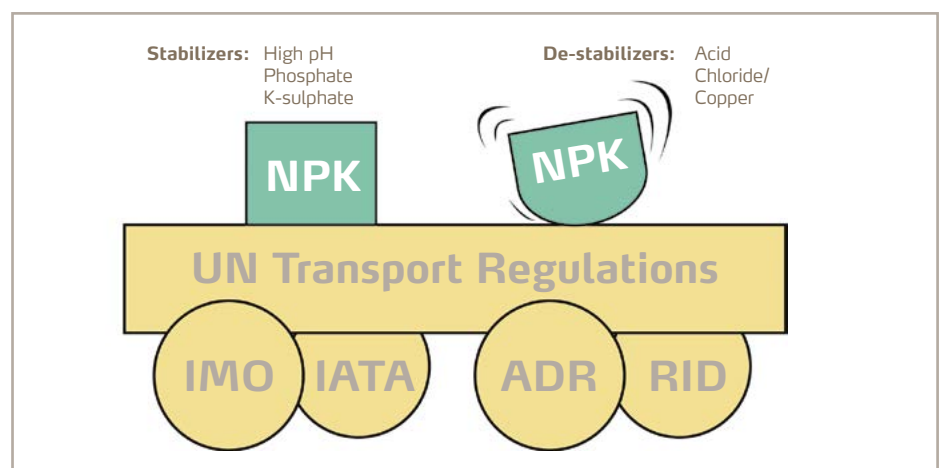 Stabilizers: High pH
Phosphate
K-sulphate
De-stabilizers: Acid
Chloride/
Copper
NPK
NPK
UN Transport Regulations
IMO
IATA
ADR
RID